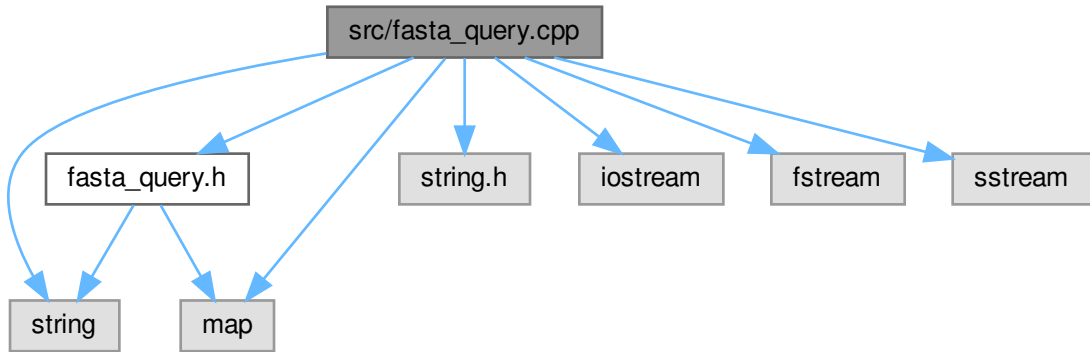 src/fasta_query.cpp
fasta_query.h
string.h
iostream
fstream
sstream
string
map